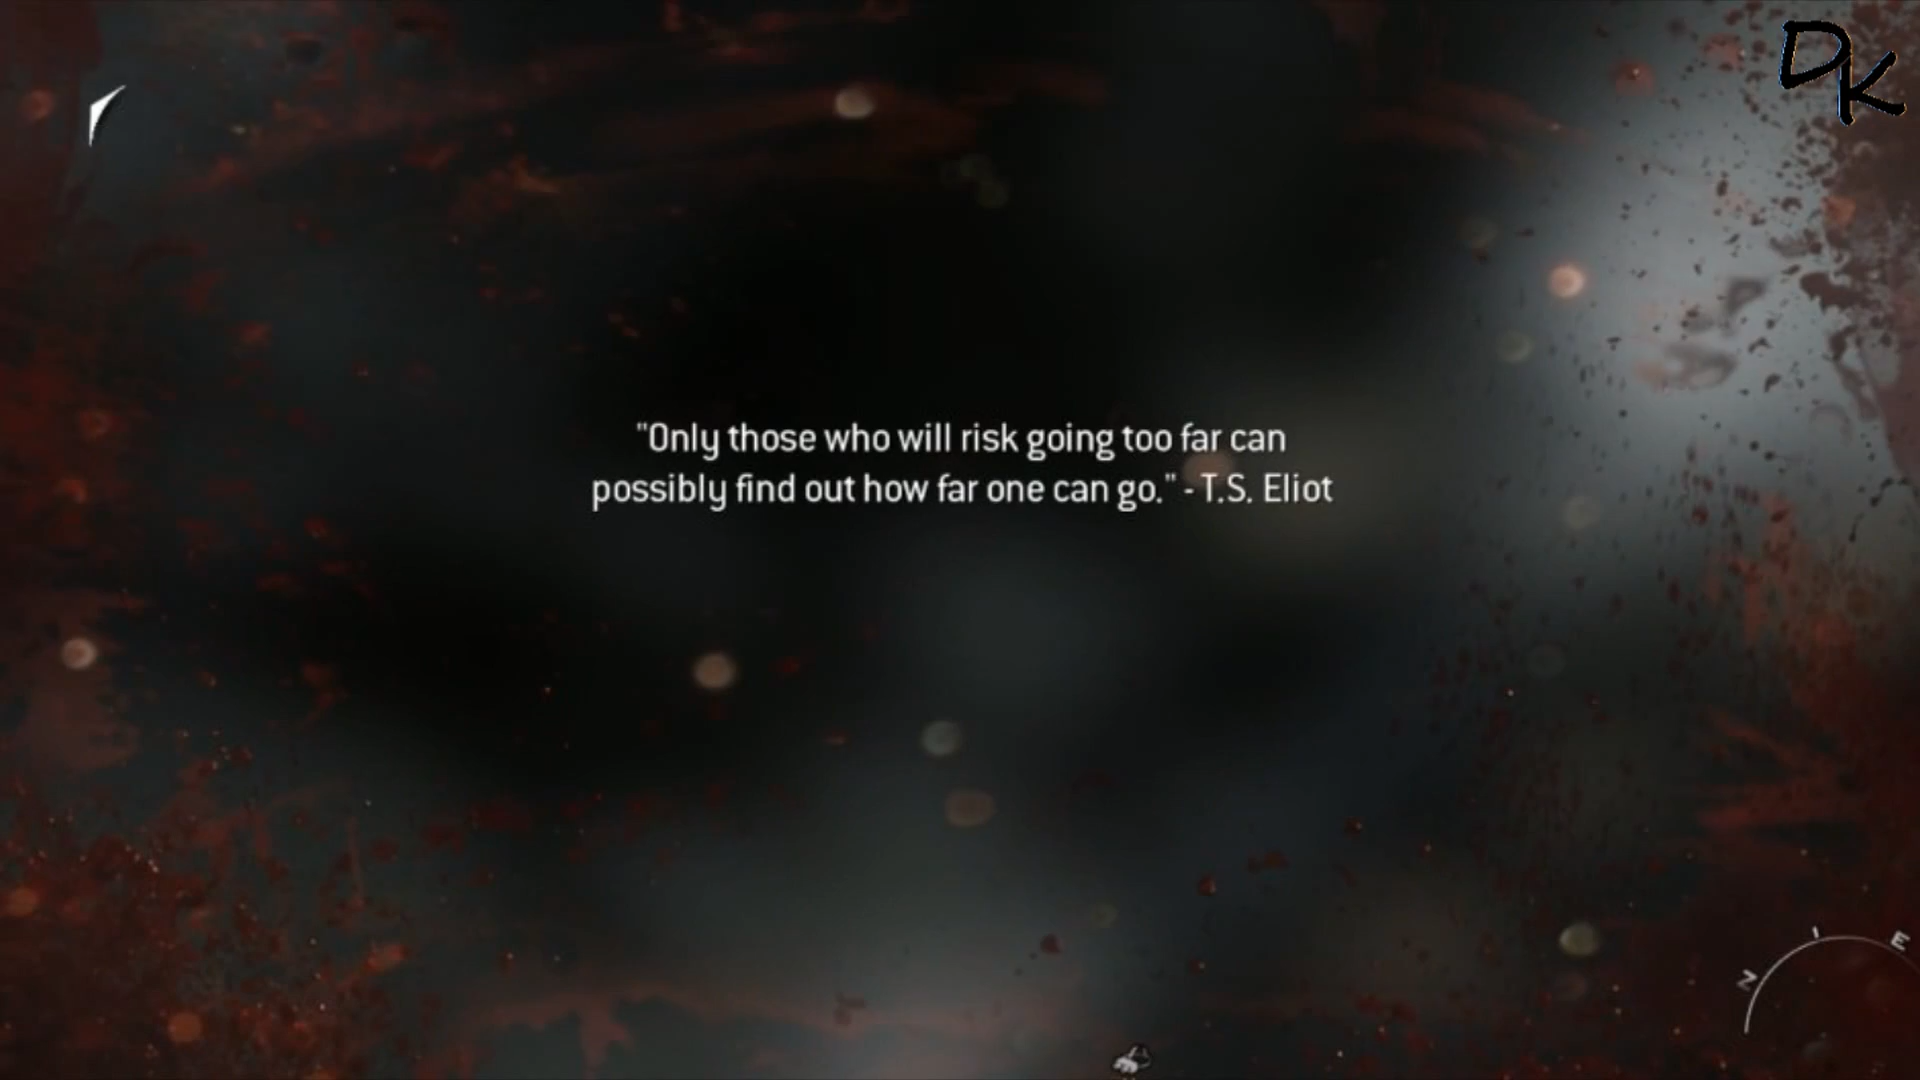 DK
"Only those who will risk going too far can
possibly find out how far one can go." - T.S. Eliot
N
E